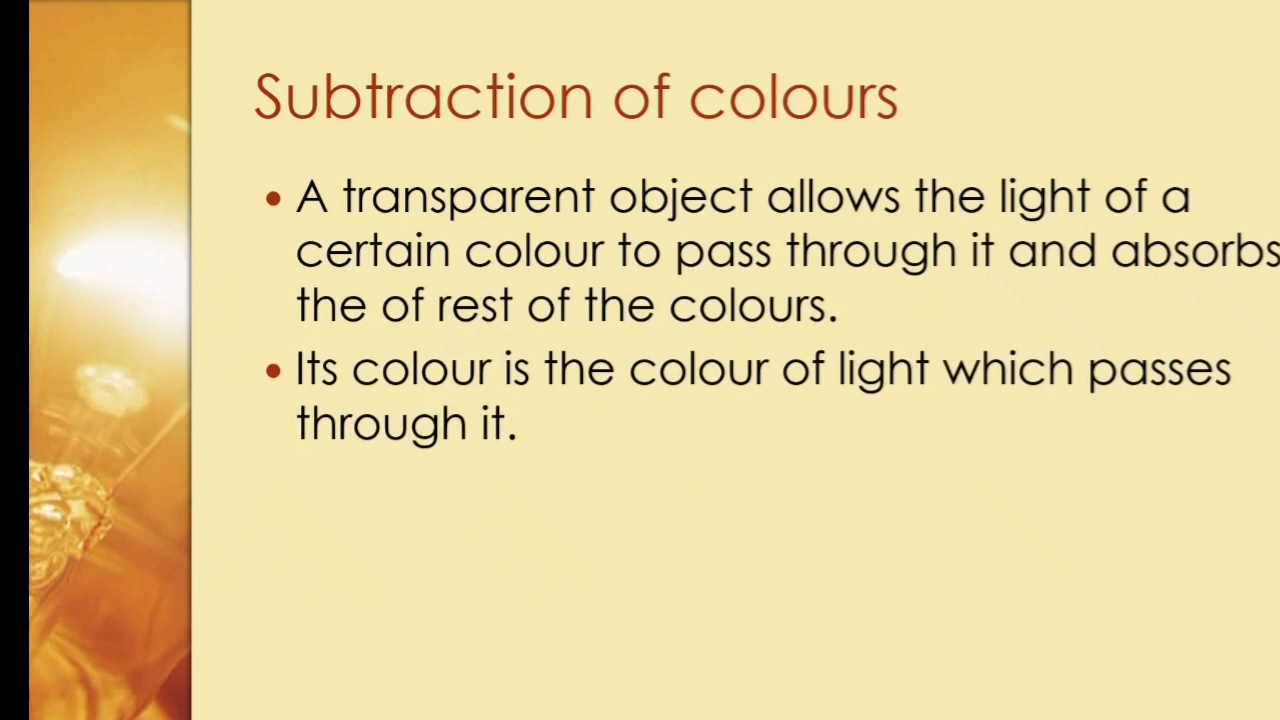 Subtraction of colours
• A transparent object allows the light of a
certain colour to pass through it and absorbs
the of rest of the colours.
• Its colour is the colour of light which passes
through it.